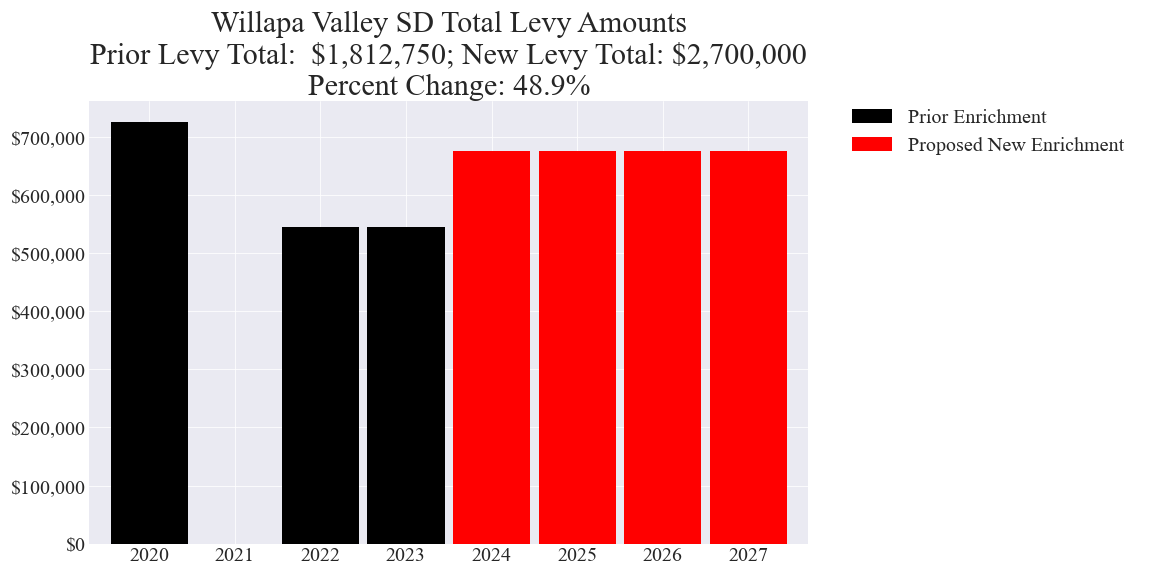 Willapa Valley SD Total Levy Amounts
Prior Levy Total:  $1,812,750; New Levy Total: $2,700,000
Percent Change: 48.9%
Prior Enrichment
Proposed New Enrichment
$700,000
$600,000
$500,000
$400,000
$300,000
$200,000
$100,000
$0
2020 2021 2022 2023 2024 2025 2026 2027